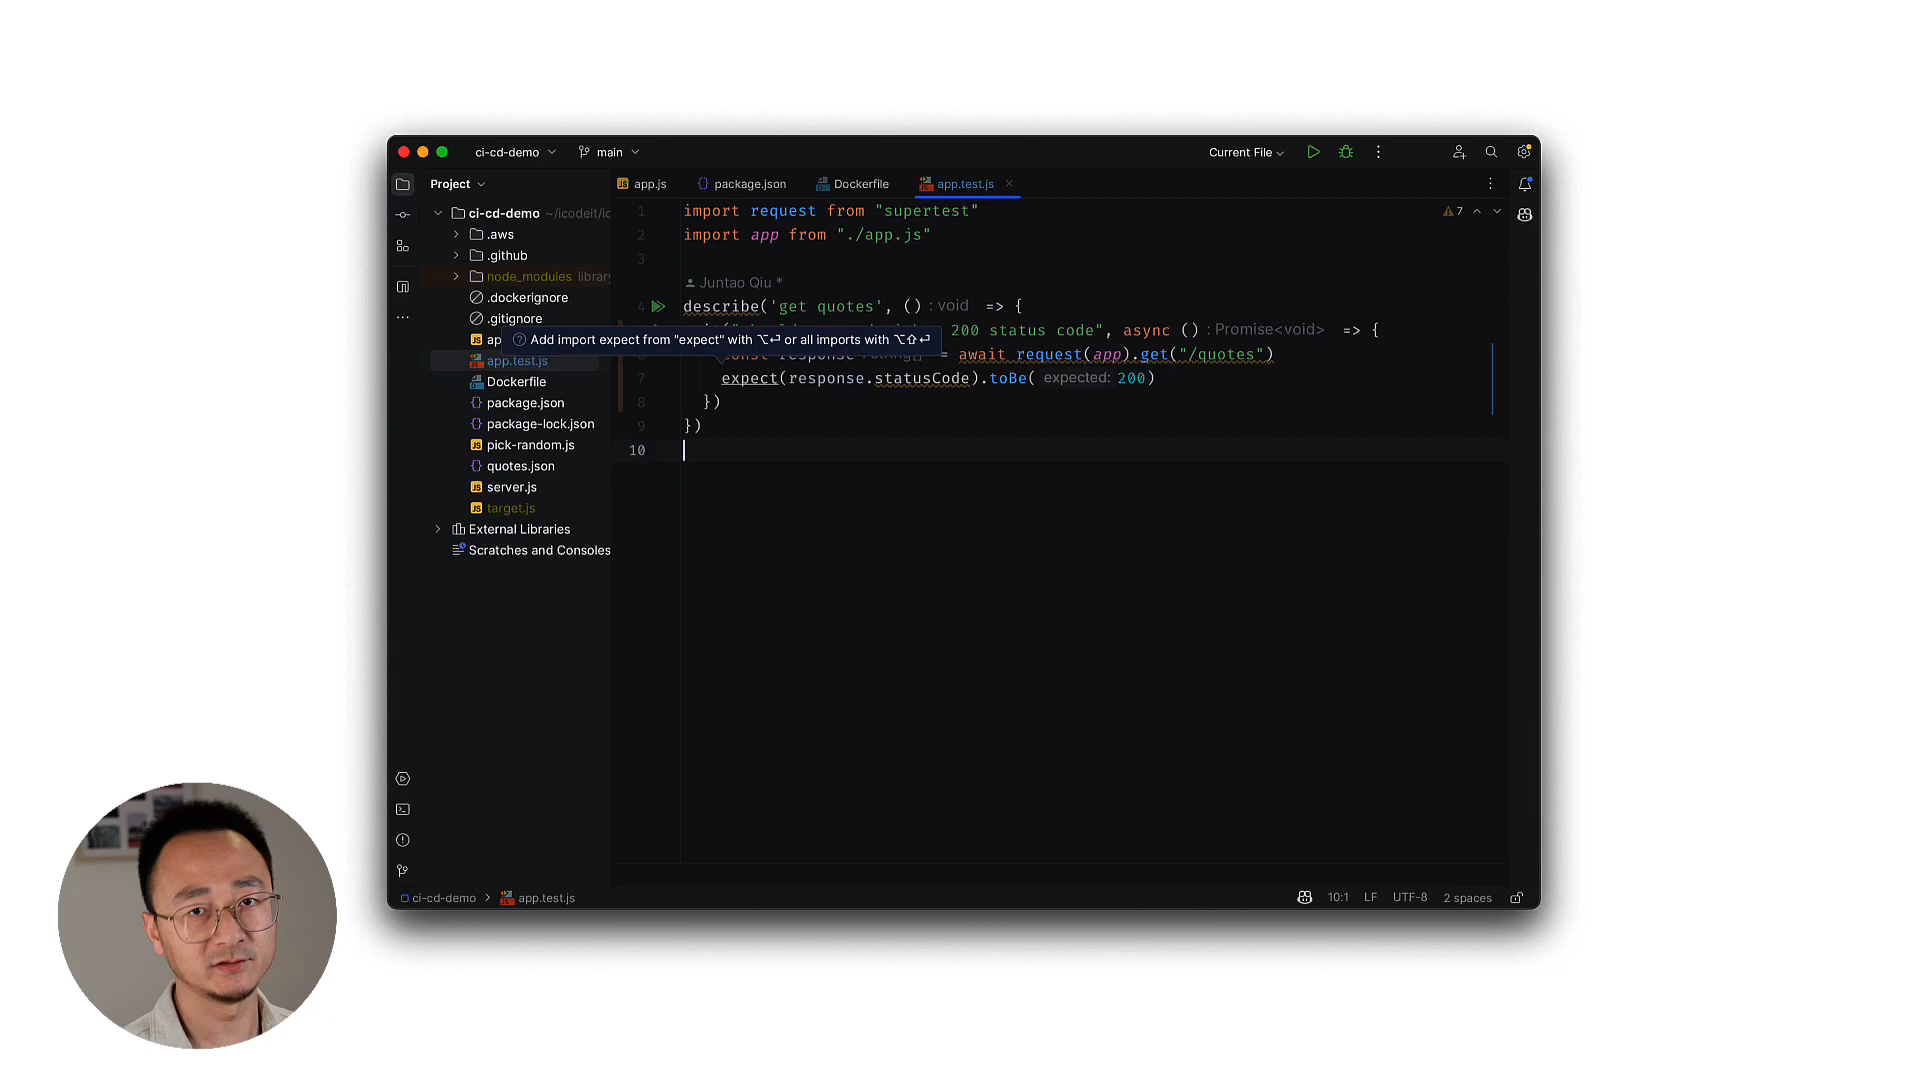 ci-cd-demo
main
Current File
Project
app.js
package.json
Dockerfile
app.test.js
ci-cd-demo ~/icodeit/ic
.aws
.github
node_modules library
.dockerignore
.gitignore
ap
app.test.js
Dockerfile
package.json
package-lock.json
pick-random.js
quotes.json
server.js
target.js
External Libraries
Scratches and Consoles
1 import request from "supertest"
2 import app from "./app.js"
3
Juntao Qiu *
4 describe('get quotes', () : void => {
200 status code", async () : Promise<void> => {
Add import expect from "expect" with ⌥⏎ or all imports with ⌥⇧⏎
= await request(app).get("/quotes")
7 expect(response.statusCode).toBe( expected: 200)
8 })
9 })
10
7
ci-cd-demo > app.test.js
10:1 LF UTF-8 2 spaces